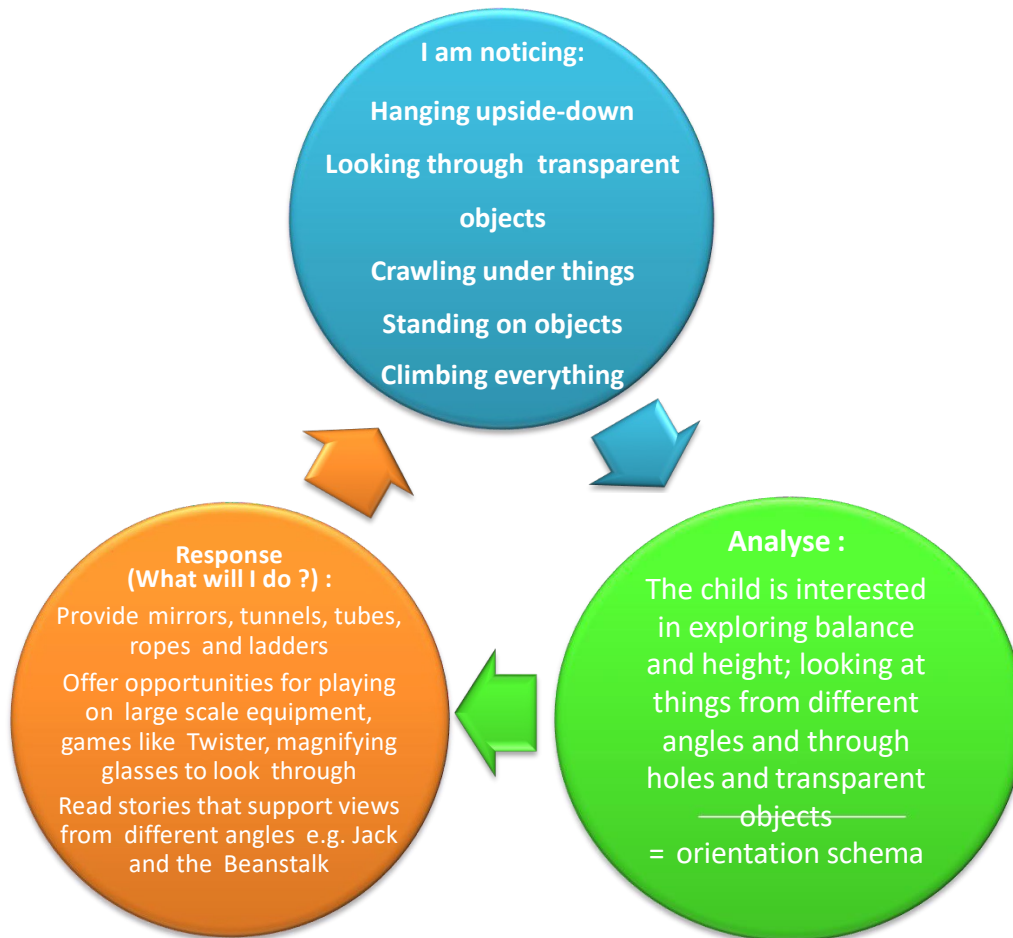 I am noticing:
Hanging upside-down
Looking through transparent
objects
Crawling under things
Standing on objects
Climbing everything
Analyse :
The child is interested
in exploring balance
and height; looking at
things from different
angles and through
holes and transparent
objects
= orientation schema
Response
(What will I do ?) :
Provide mirrors, tunnels, tubes,
ropes and ladders
Offer opportunities for playing
on large scale equipment,
games like Twister, magnifying
glasses to look through
Read stories that support views
from different angles e.g. Jack
and the Beanstalk